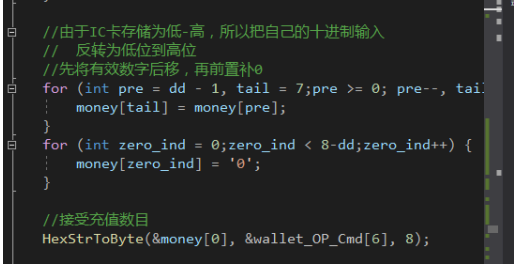 //由于IC卡存储为低-高，所以把自己的十进制输入
//  反转为低位到高位
//先将有效数字后移，再前置补0
for (int pre = dd - 1, tail = 7;pre >= 0; pre--, tail
money[tail] = money[pre];
}
for (int zero_ind = 0;zero_ind < 8-dd;zero_ind++) {
money[zero_ind] = '0';
}
//接受充值数目
HexStrToByte(&money[0], &wallet_OP_Cmd[6], 8);